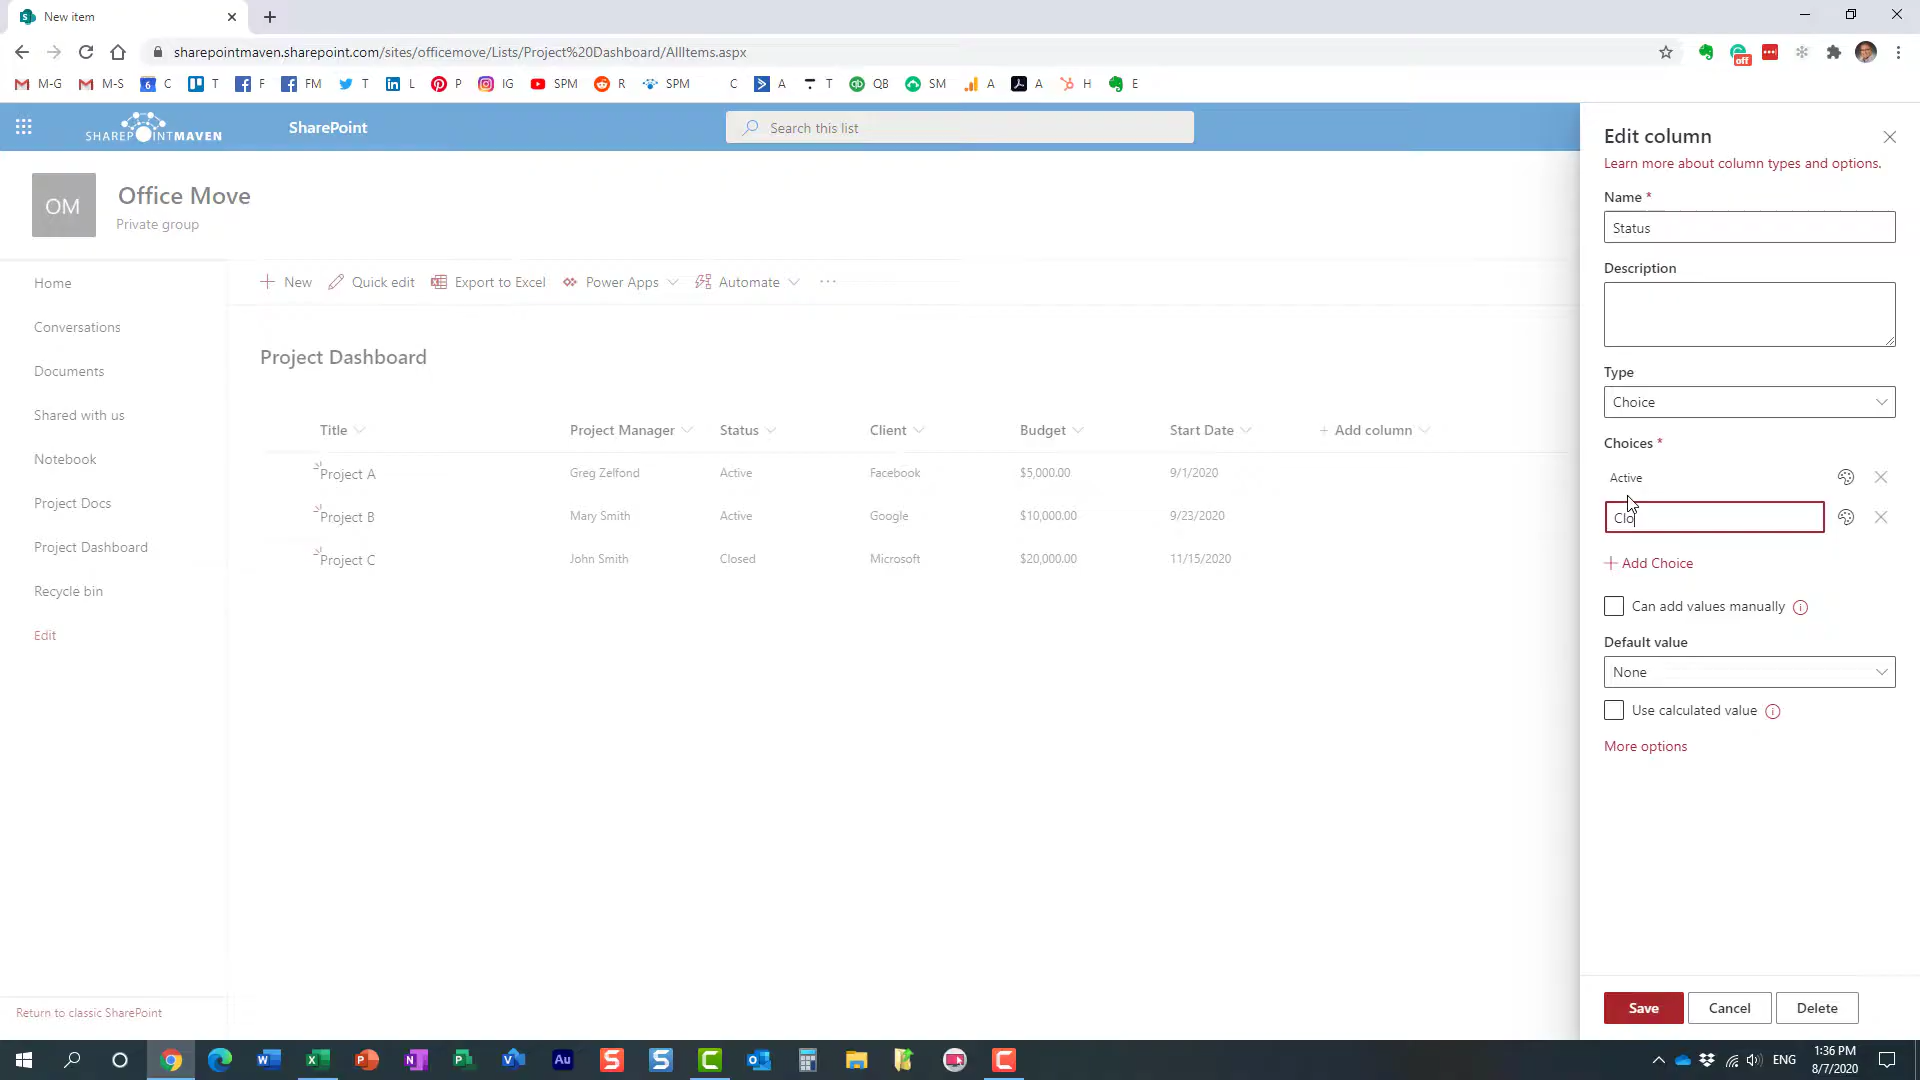 New item
sharepointmaven.sharepoint.com/sites/officemove/Lists/Project%20Dashboard/AllItems.aspx
off
M-G M-S 6 C T F FM T L P IG SPM R SPM C A T QB SM A A H E
SHAREPOINTMAVEN
SharePoint
Search this list
OM
Office Move
Private group
Home
Conversations
Documents
Shared with us
Notebook
Project Docs
Project Dashboard
Recycle bin
Edit
Return to classic SharePoint
New Quick edit Export to Excel Power Apps Automate ...
Project Dashboard
Title Project Manager Status Client Budget Start Date + Add column
Project A Greg Zelfond Active Facebook $5,000.00 9/1/2020
Project B Mary Smith Active Google $10,000.00 9/23/2020
Project C John Smith Closed Microsoft $20,000.00 11/15/2020
Edit column
Learn more about column types and options.
Name *
Status
Description
Type
Choice
Choices *
Active
Clo
+ Add Choice
Can add values manually
Default value
None
Use calculated value
More options
Save Cancel Delete
Au
ENG
1:36 PM
8/7/2020